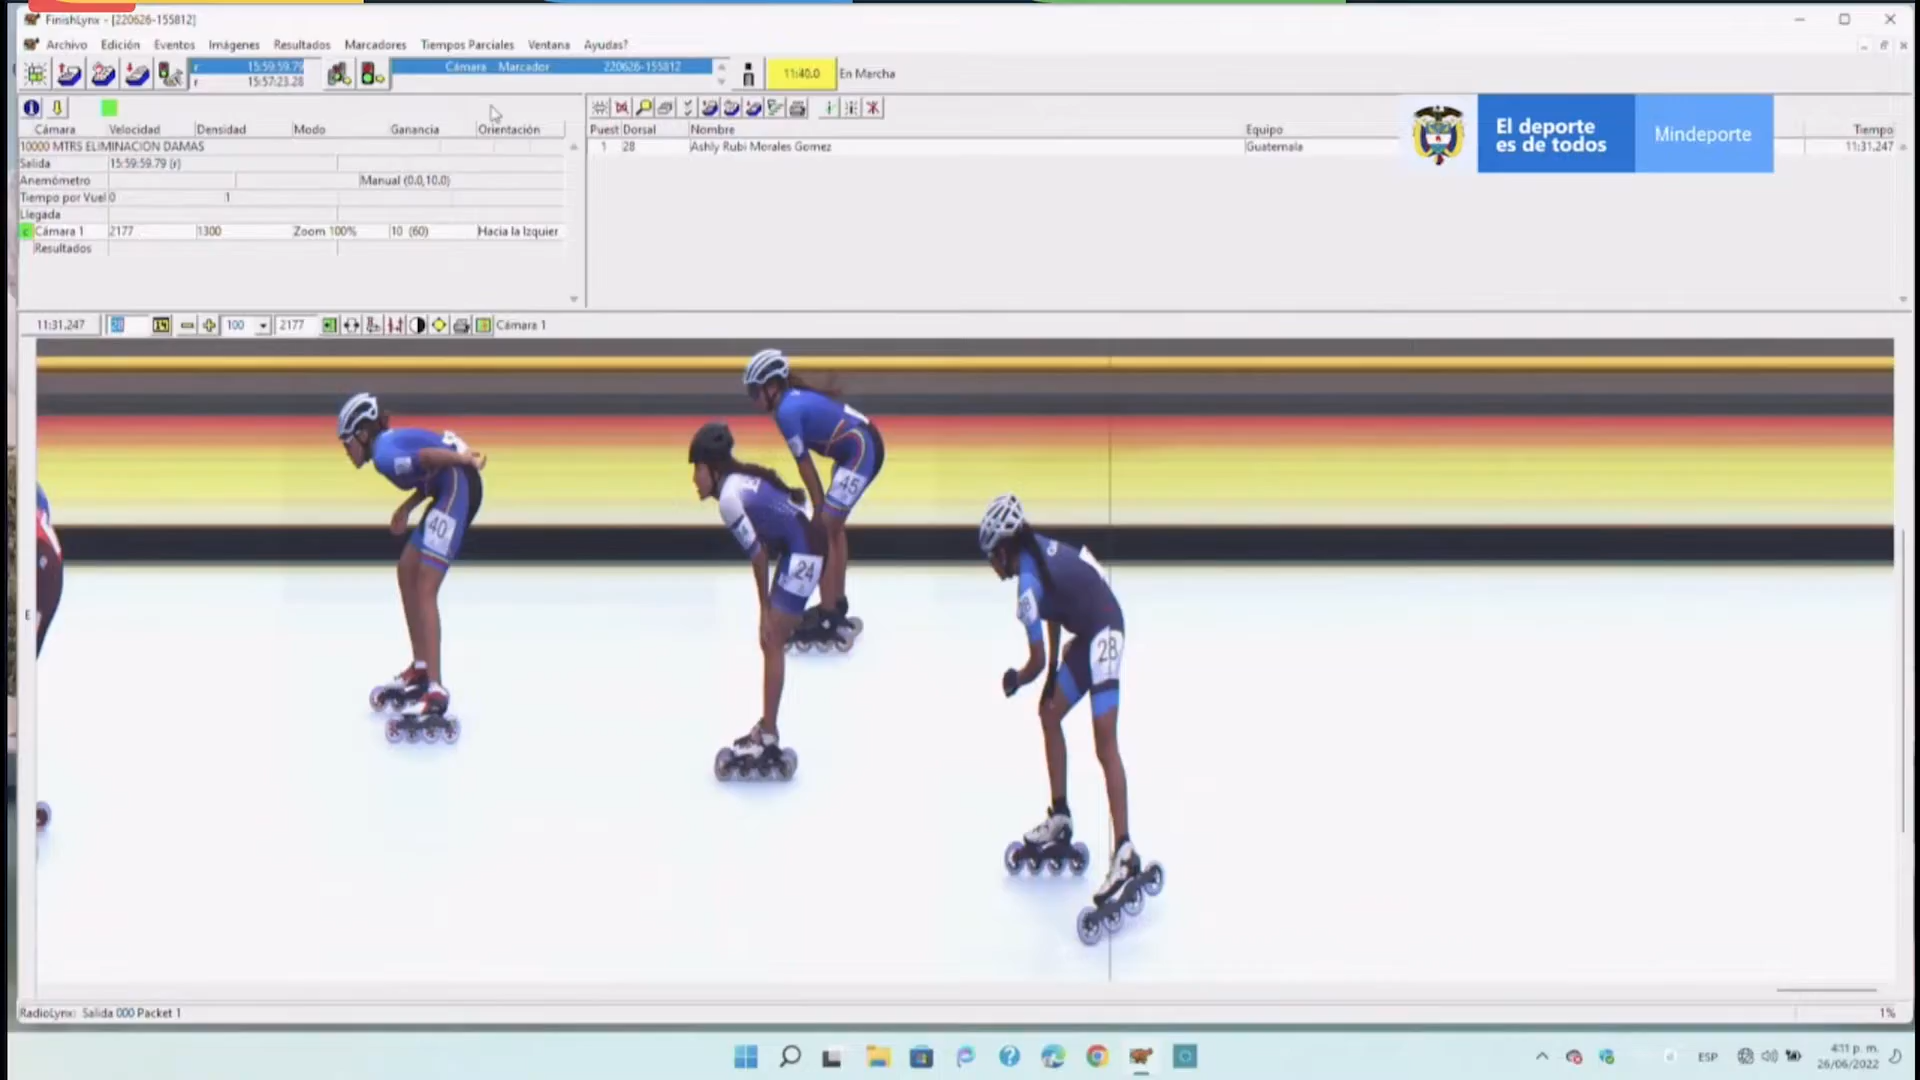 FinishLynx - [220626-155812]
Archivo Edición Eventos Imágenes Resultados Marcadores Tiempos Parciales Ventana Ayudas?
r 15:59:59.79
r 15:57:23.28
Cámara Marcador 220626-155812
11:40.0 En Marcha
Cámara Velocidad Densidad Modo Ganancia Orientación
10000 MTRS ELIMINACION DAMAS
Salida 15:59:59.79 (r)
Anemómetro Manual (0.0,10.0)
Tiempo por Vuel 0 1
Llegada
c Cámara 1 2177 1300 Zoom 100% 10 (60) Hacia la Izquier
Resultados
Puest Dorsal Nombre Equipo Tiempo
1 28 Ashly Rubi Morales Gomez Guatemala 11:31.247
El deporte
es de todos
Mindeporte
11:31.247 28 100 2177 Cámara 1
E
40
45
24
28
RadioLynx: Salida 000 Packet 1 1%
ESP
4:11 p. m.
26/06/2022